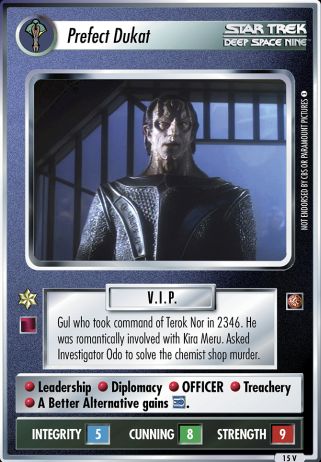 Prefect Dukat
STAR TREK
DEEP SPACE NINE
NOT ENDORSED BY CBS OR PARAMOUNT PICTURES
V.I.P.
Gul who took command of Terok Nor in 2346. He
was romantically involved with Kira Meru. Asked
Investigator Odo to solve the chemist shop murder.
Leadership Diplomacy OFFICER Treachery
A Better Alternative gains
INTEGRITY 5 CUNNING 8 STRENGTH 9
15 V